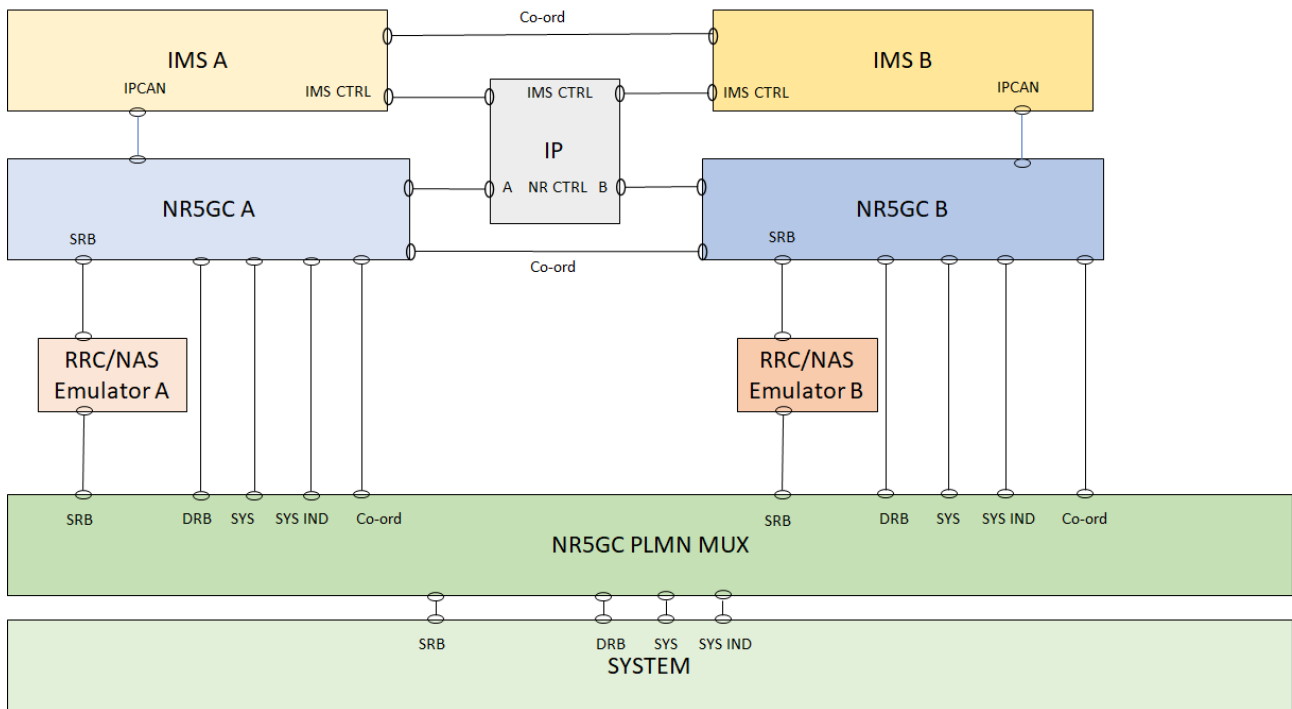 Co-ord
IMS A
IMS B
IPCAN
IMS CTRL
IMS CTRL
IMS CTRL
IPCAN
IP
A NR CTRL B
NR5GC A
NR5GC B
SRB
SRB
Co-ord
RRC/NAS
Emulator A
RRC/NAS
Emulator B
SRB DRB SYS SYS IND Co-ord
SRB DRB SYS SYS IND Co-ord
NR5GC PLMN MUX
SRB DRB SYS SYS IND
SYSTEM